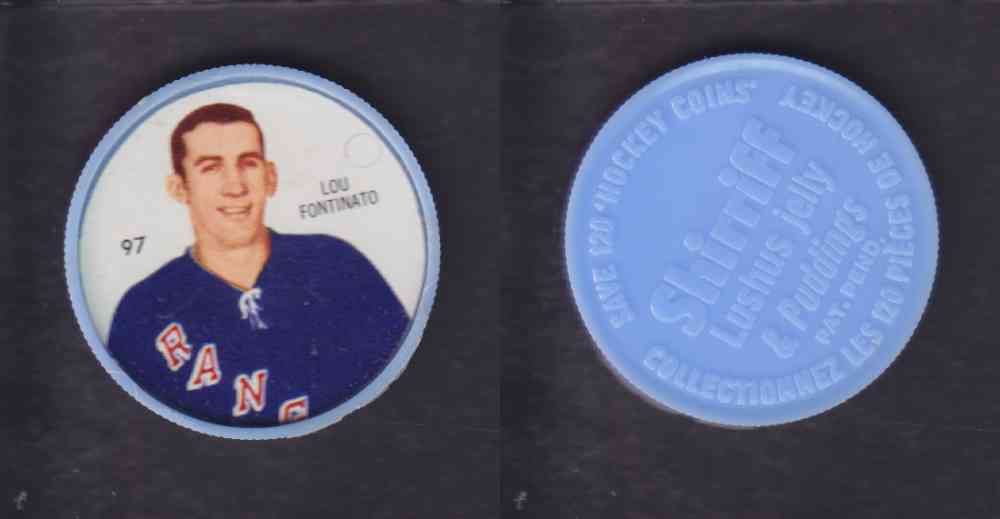 LOU
FONTINATO
97
RANG
SAVE 120 "HOCKEY COINS"
Shirriff
Lushus jelly
& Puddings
PAT. PEND.
COLLECTIONNEZ LES 120 PIÈCES DE HOCKEY